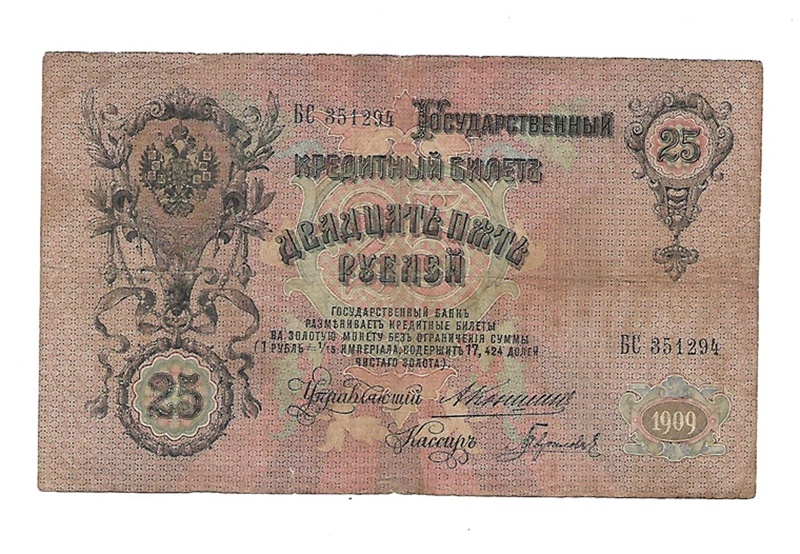 БС 351294
Государственный
25
Кредитный Билетъ
Двадцать пять
Рублей
Государственный Банкъ
размѣниваетъ кредитные билеты
на золотую монету безъ ограниченія суммы
(1 рубль = 1/15 имперіала, содержитъ 17,424 долей
чистаго золота).
БС 351294
25
Управляющій
Кассиръ
1909